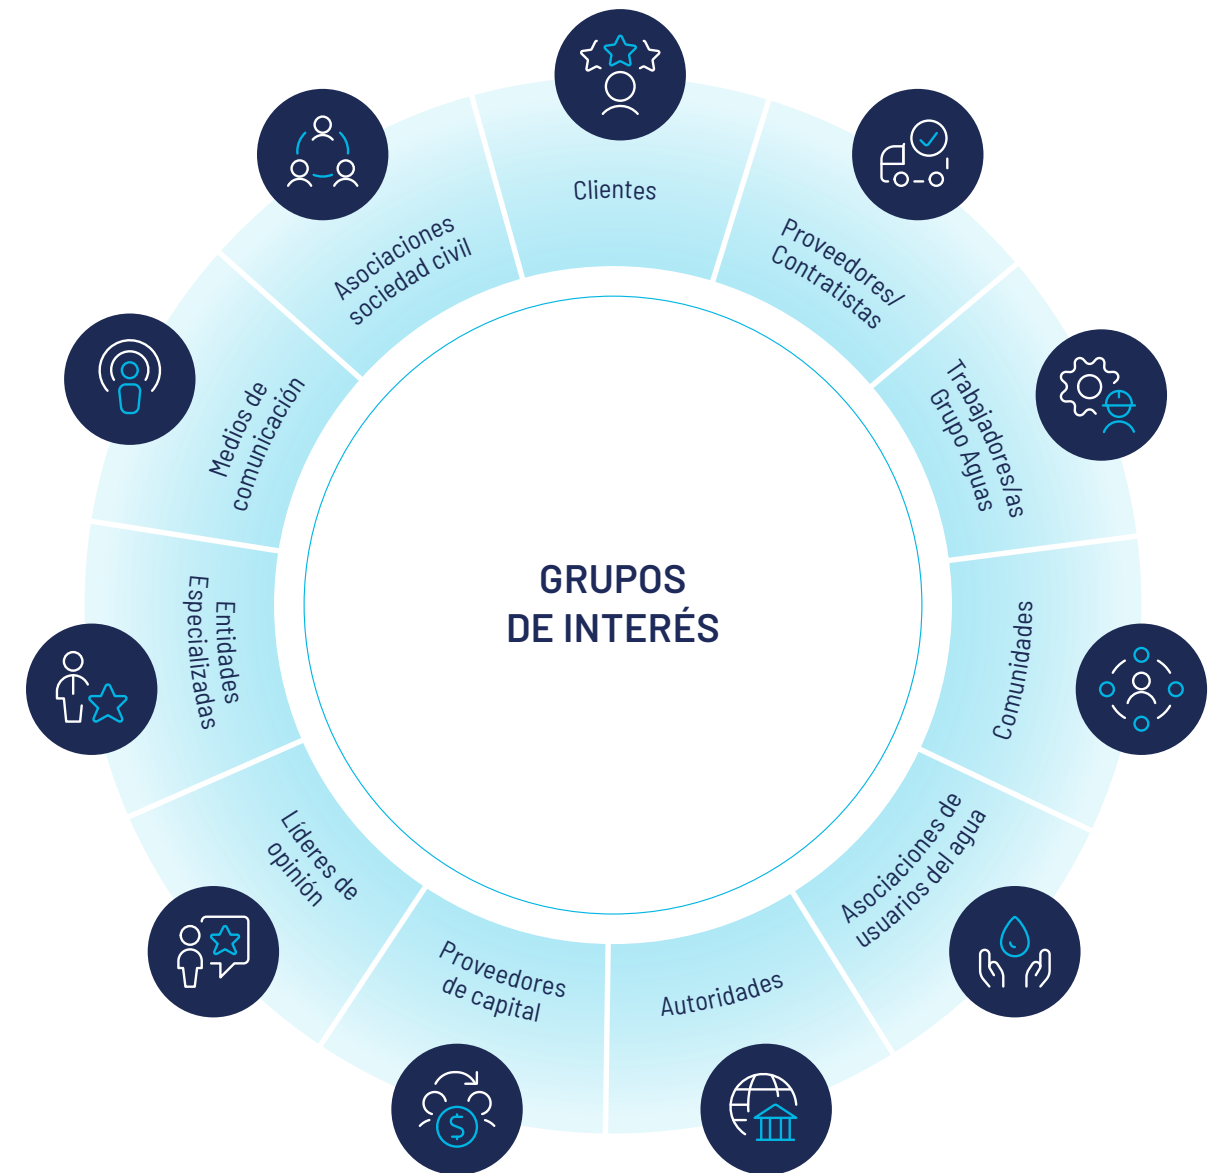 Clientes
Proveedores/
Contratistas
Trabajadores/as
Grupo Aguas
Comunidades
Asociaciones de
usuarios del agua
Autoridades
Proveedores
de capital
Líderes de
opinión
Entidades
Especializadas
Medios de
comunicación
Asociaciones
sociedad civil
GRUPOS
DE INTERÉS
$